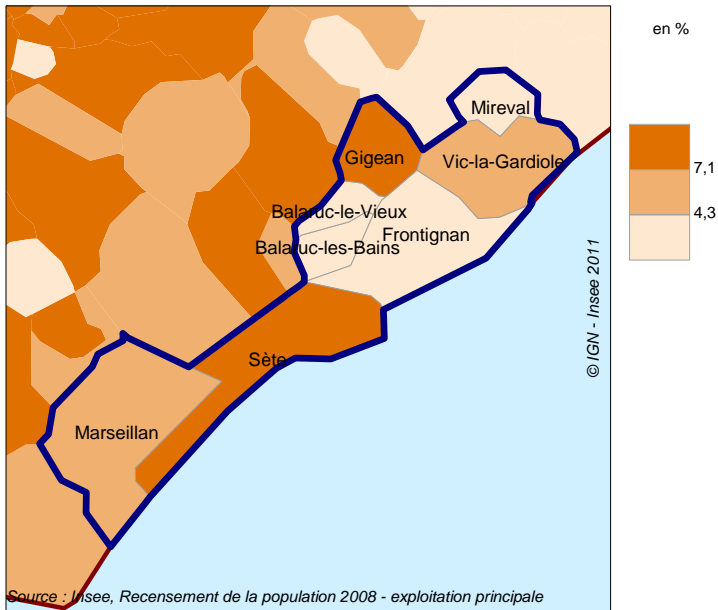 en %
7,1
4,3
Mireval
Gigean
Vic-la-Gardiole
Balaruc-le-Vieux
Frontignan
Balaruc-les-Bains
Sète
Marseillan
© IGN - Insee 2011
Source : Insee, Recensement de la population 2008 - exploitation principale